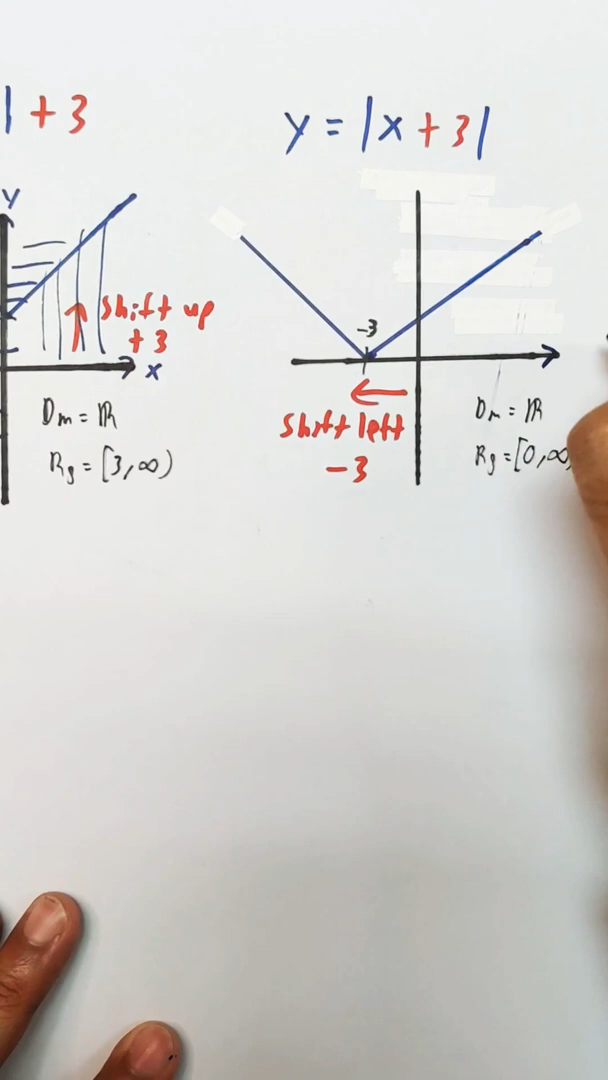 | + 3
y
shift up
+ 3
x
Dm = ℝ
Rg = [3, ∞)
y = |x + 3|
-3
shift left
-3
Dm = ℝ
Rg = [0, ∞